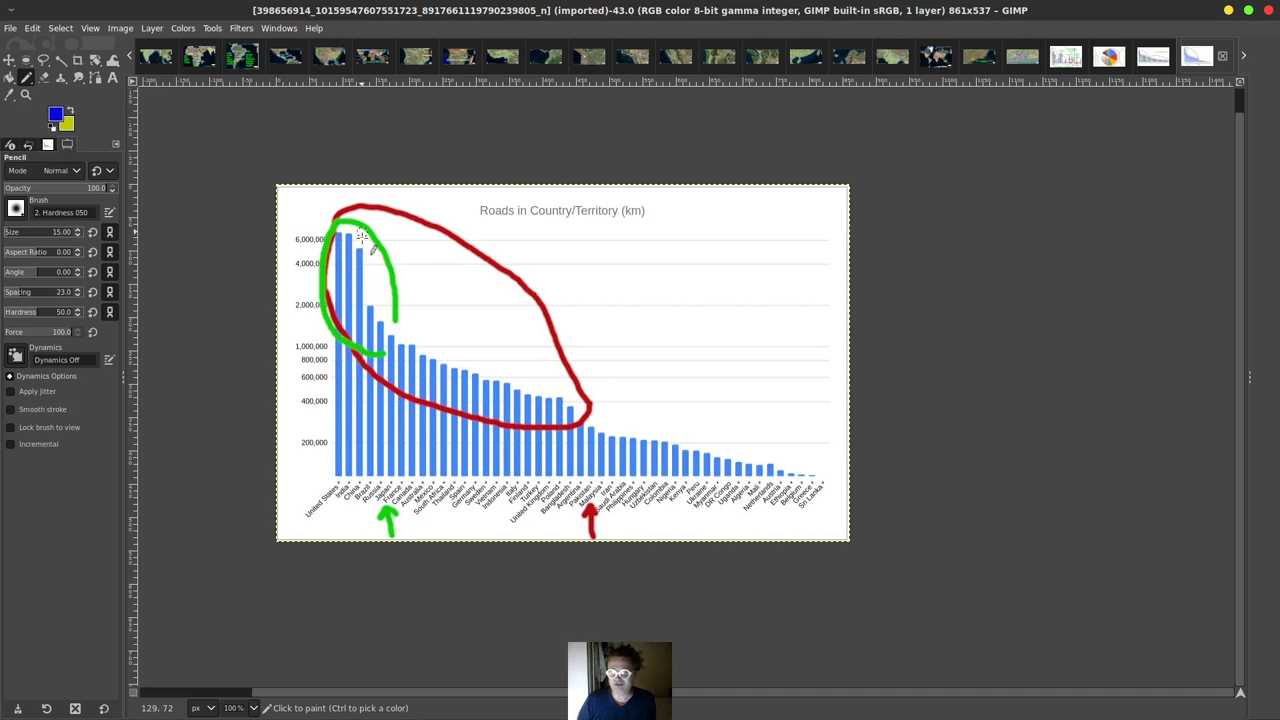 [398656914_10159547607551723_8917661119790239805_n] (imported)-43.0 (RGB color 8-bit gamma integer, GIMP built-in sRGB, 1 layer) 861x537 – GIMP
File Edit Select View Image Layer Colors Tools Filters Windows Help
Pencil
Mode Normal
Opacity 100.0
Brush
2. Hardness 050
Size 15.00
Aspect Ratio 0.00
Angle 0.00
Spacing 23.0
Hardness 50.0
Force 100.0
Dynamics
Dynamics Off
Dynamics Options
Apply Jitter
Smooth stroke
Lock brush to view
Incremental
Roads in Country/Territory (km)
6,000,00
4,000,00
2,000,0
1,000,000
800,000
600,000
400,000
200,000
United States *
India *
China *
Brazil *
Russia *
Japan *
France *
Canada *
Australia *
Mexico *
South Africa *
Thailand *
Spain *
Germany *
Sweden *
Vietnam *
Indonesia *
Italy *
Finland *
Turkey *
United Kingdom *
Poland *
Bangladesh *
Argentina *
Pakistan *
Malaysia *
Iran *
Saudi Arabia *
Philippines *
Hungary *
Uzbekistan *
Colombia *
Nigeria *
Kenya *
Peru *
Ukraine *
Myanmar *
DR Congo *
Uganda *
Algeria *
Mali *
Netherlands *
Austria *
Ethiopia *
Belgium *
Greece *
Sri Lanka *
129, 72 px 100 % Click to paint (Ctrl to pick a color)